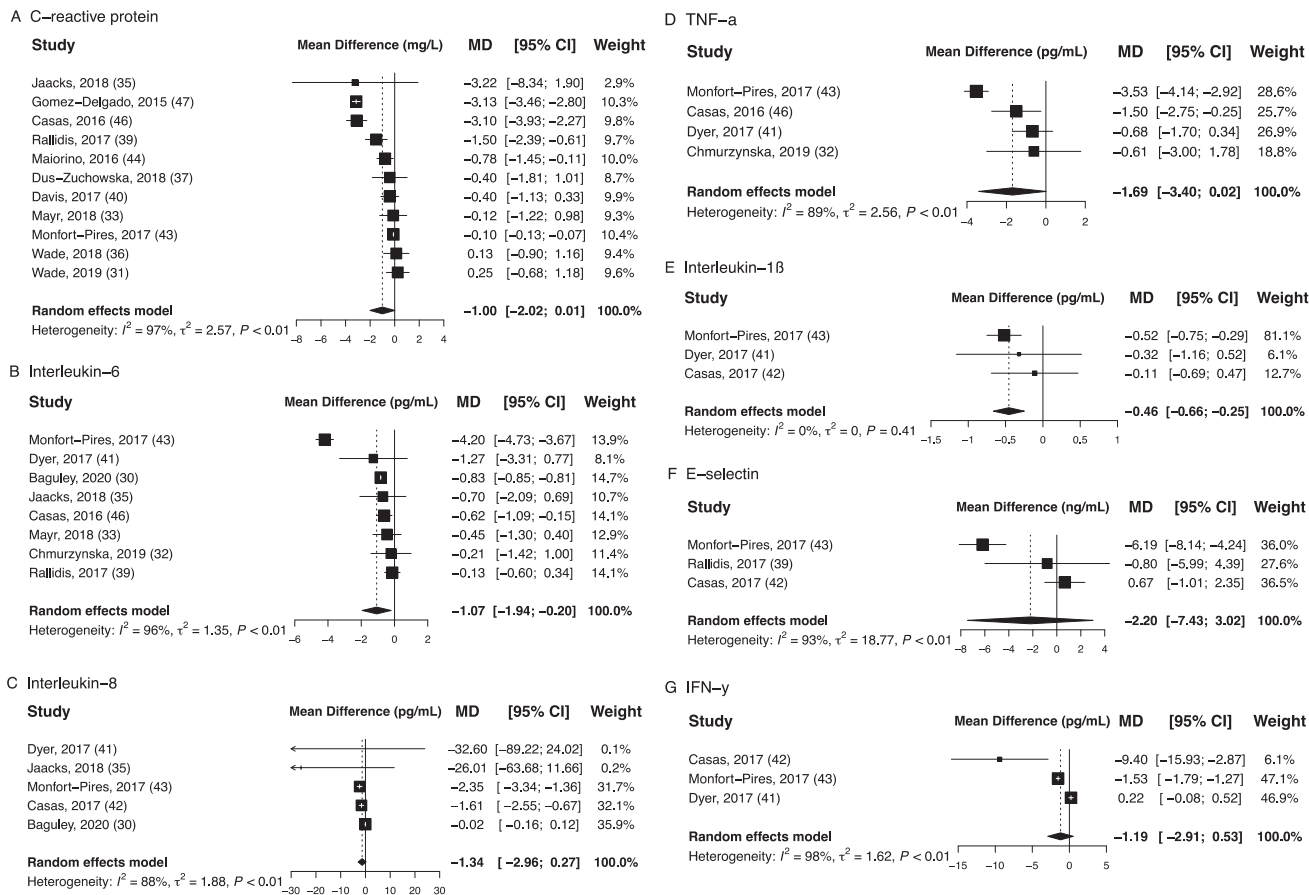 A C-reactive protein
Study Mean Difference (mg/L) MD [95% CI] Weight
Jaacks, 2018 (35) −3.22 [−8.34; 1.90] 2.9%
Gomez−Delgado, 2015 (47) −3.13 [−3.46; −2.80] 10.3%
Casas, 2016 (46) −3.10 [−3.93; −2.27] 9.8%
Rallidis, 2017 (39) −1.50 [−2.39; −0.61] 9.7%
Maiorino, 2016 (44) −0.78 [−1.45; −0.11] 10.0%
Dus−Zuchowska, 2018 (37) −0.40 [−1.81; 1.01] 8.7%
Davis, 2017 (40) −0.40 [−1.13; 0.33] 9.9%
Mayr, 2018 (33) −0.12 [−1.22; 0.98] 9.3%
Monfort−Pires, 2017 (43) −0.10 [−0.13; −0.07] 10.4%
Wade, 2018 (36) 0.13 [−0.90; 1.16] 9.4%
Wade, 2019 (31) 0.25 [−0.68; 1.18] 9.6%
Random effects model −1.00 [−2.02; 0.01] 100.0%
Heterogeneity: I² = 97%, τ² = 2.57, P < 0.01
−8 −6 −4 −2 0 2 4
B Interleukin−6
Study Mean Difference (pg/mL) MD [95% CI] Weight
Monfort−Pires, 2017 (43) −4.20 [−4.73; −3.67] 13.9%
Dyer, 2017 (41) −1.27 [−3.31; 0.77] 8.1%
Baguley, 2020 (30) −0.83 [−0.85; −0.81] 14.7%
Jaacks, 2018 (35) −0.70 [−2.09; 0.69] 10.7%
Casas, 2016 (46) −0.62 [−1.09; −0.15] 14.1%
Mayr, 2018 (33) −0.45 [−1.30; 0.40] 12.9%
Chmurzynska, 2019 (32) −0.21 [−1.42; 1.00] 11.4%
Rallidis, 2017 (39) −0.13 [−0.60; 0.34] 14.1%
Random effects model −1.07 [−1.94; −0.20] 100.0%
Heterogeneity: I² = 96%, τ² = 1.35, P < 0.01
−6 −4 −2 0 2 4 6
C Interleukin−8
Study Mean Difference (pg/mL) MD [95% CI] Weight
Dyer, 2017 (41) −32.60 [−89.22; 24.02] 0.1%
Jaacks, 2018 (35) −26.01 [−63.68; 11.66] 0.2%
Monfort−Pires, 2017 (43) −2.35 [−3.34; −1.36] 31.7%
Casas, 2017 (42) −1.61 [−2.55; −0.67] 32.1%
Baguley, 2020 (30) −0.02 [−0.16; 0.12] 35.9%
Random effects model −1.34 [−2.96; 0.27] 100.0%
Heterogeneity: I² = 88%, τ² = 1.88, P < 0.01
−30 −20 −10 0 10 20 30
D TNF−a
Study Mean Difference (pg/mL) MD [95% CI] Weight
Monfort−Pires, 2017 (43) −3.53 [−4.14; −2.92] 28.6%
Casas, 2016 (46) −1.50 [−2.75; −0.25] 25.7%
Dyer, 2017 (41) −0.68 [−1.70; 0.34] 26.9%
Chmurzynska, 2019 (32) −0.61 [−3.00; 1.78] 18.8%
Random effects model −1.69 [−3.40; 0.02] 100.0%
Heterogeneity: I² = 89%, τ² = 2.56, P < 0.01
−4 −2 0 2 4
E Interleukin−1ß
Study Mean Difference (pg/mL) MD [95% CI] Weight
Monfort−Pires, 2017 (43) −0.52 [−0.75; −0.29] 81.1%
Dyer, 2017 (41) −0.32 [−1.16; 0.52] 6.1%
Casas, 2017 (42) −0.11 [−0.69; 0.47] 12.7%
Random effects model −0.46 [−0.66; −0.25] 100.0%
Heterogeneity: I² = 0%, τ² = 0, P = 0.41
−1.5 −1 −0.5 0 0.5 1
F E−selectin
Study Mean Difference (ng/mL) MD [95% CI] Weight
Monfort−Pires, 2017 (43) −6.19 [−8.14; −4.24] 36.0%
Rallidis, 2017 (39) −0.80 [−5.99; 4.39] 27.6%
Casas, 2017 (42) 0.67 [−1.01; 2.35] 36.5%
Random effects model −2.20 [−7.43; 3.02] 100.0%
Heterogeneity: I² = 93%, τ² = 18.77, P < 0.01
−8 −6 −4 −2 0 2 4
G IFN−y
Study Mean Difference (pg/mL) MD [95% CI] Weight
Casas, 2017 (42) −9.40 [−15.93; −2.87] 6.1%
Monfort−Pires, 2017 (43) −1.53 [−1.79; −1.27] 47.1%
Dyer, 2017 (41) 0.22 [−0.08; 0.52] 46.9%
Random effects model −1.19 [−2.91; 0.53] 100.0%
Heterogeneity: I² = 98%, τ² = 1.62, P < 0.01
−15 −10 −5 0 5